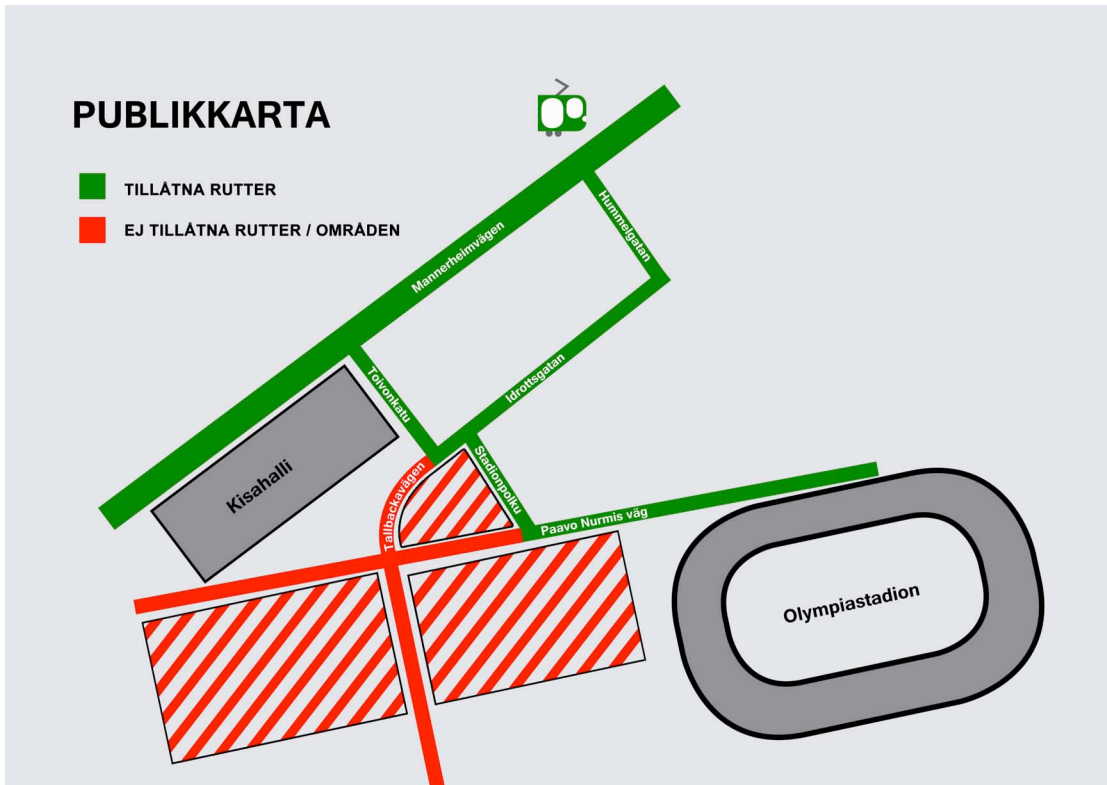 PUBLIKKARTA
TILLÅTNA RUTTER
EJ TILLÅTNA RUTTER / OMRÅDEN
Mannerheimvägen
Hummelgatan
Toivonkatu
Idrottsgatan
Kisahalli
Tallbackavägen
Stadionpolku
Paavo Nurmis väg
Olympiastadion